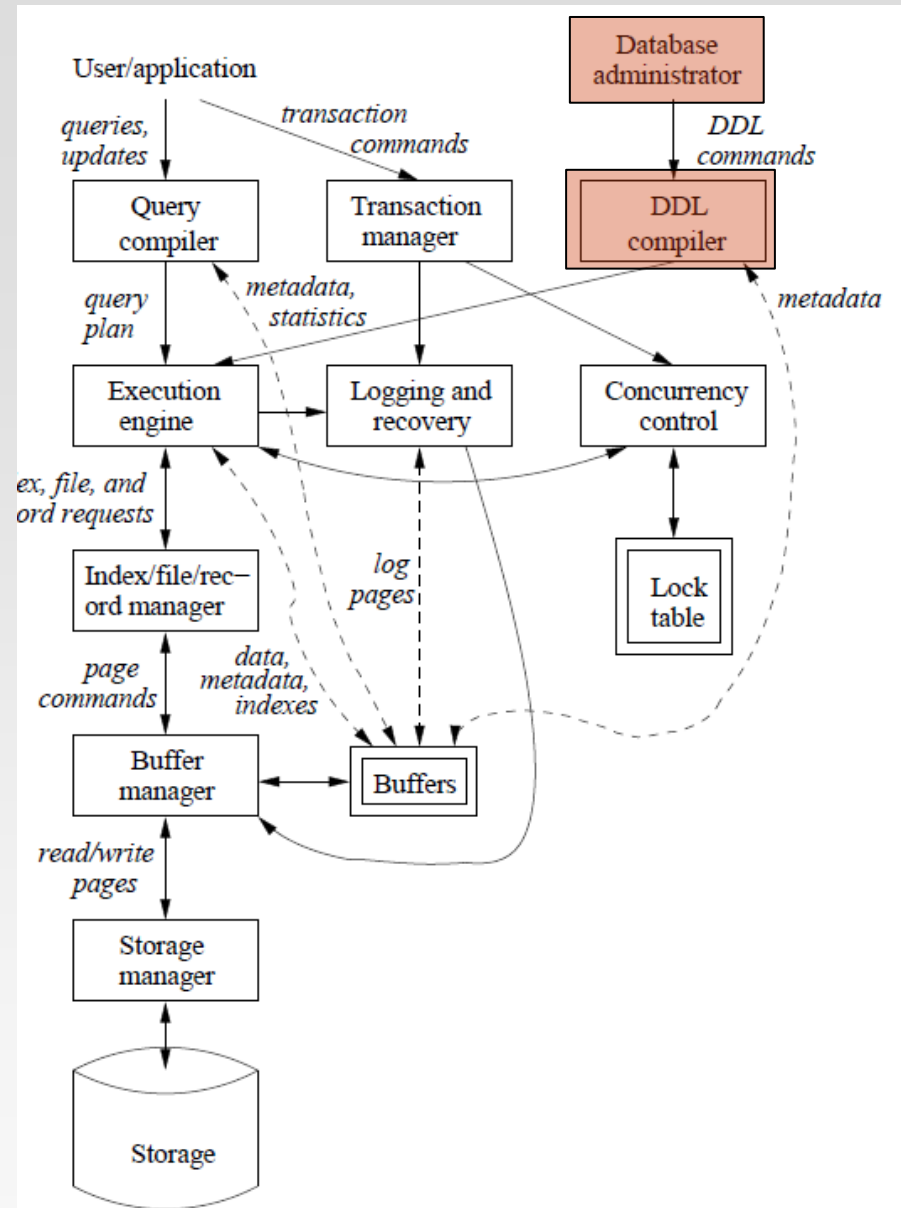 User/application
Database
administrator
queries,
updates
transaction
commands
DDL
commands
Query
compiler
Transaction
manager
DDL
compiler
query
plan
metadata,
statistics
metadata
Execution
engine
Logging and
recovery
Concurrency
control
ex, file, and
ord requests
Index/file/rec–
ord manager
log
pages
Lock
table
page
commands
data,
metadata,
indexes
Buffer
manager
Buffers
read/write
pages
Storage
manager
Storage